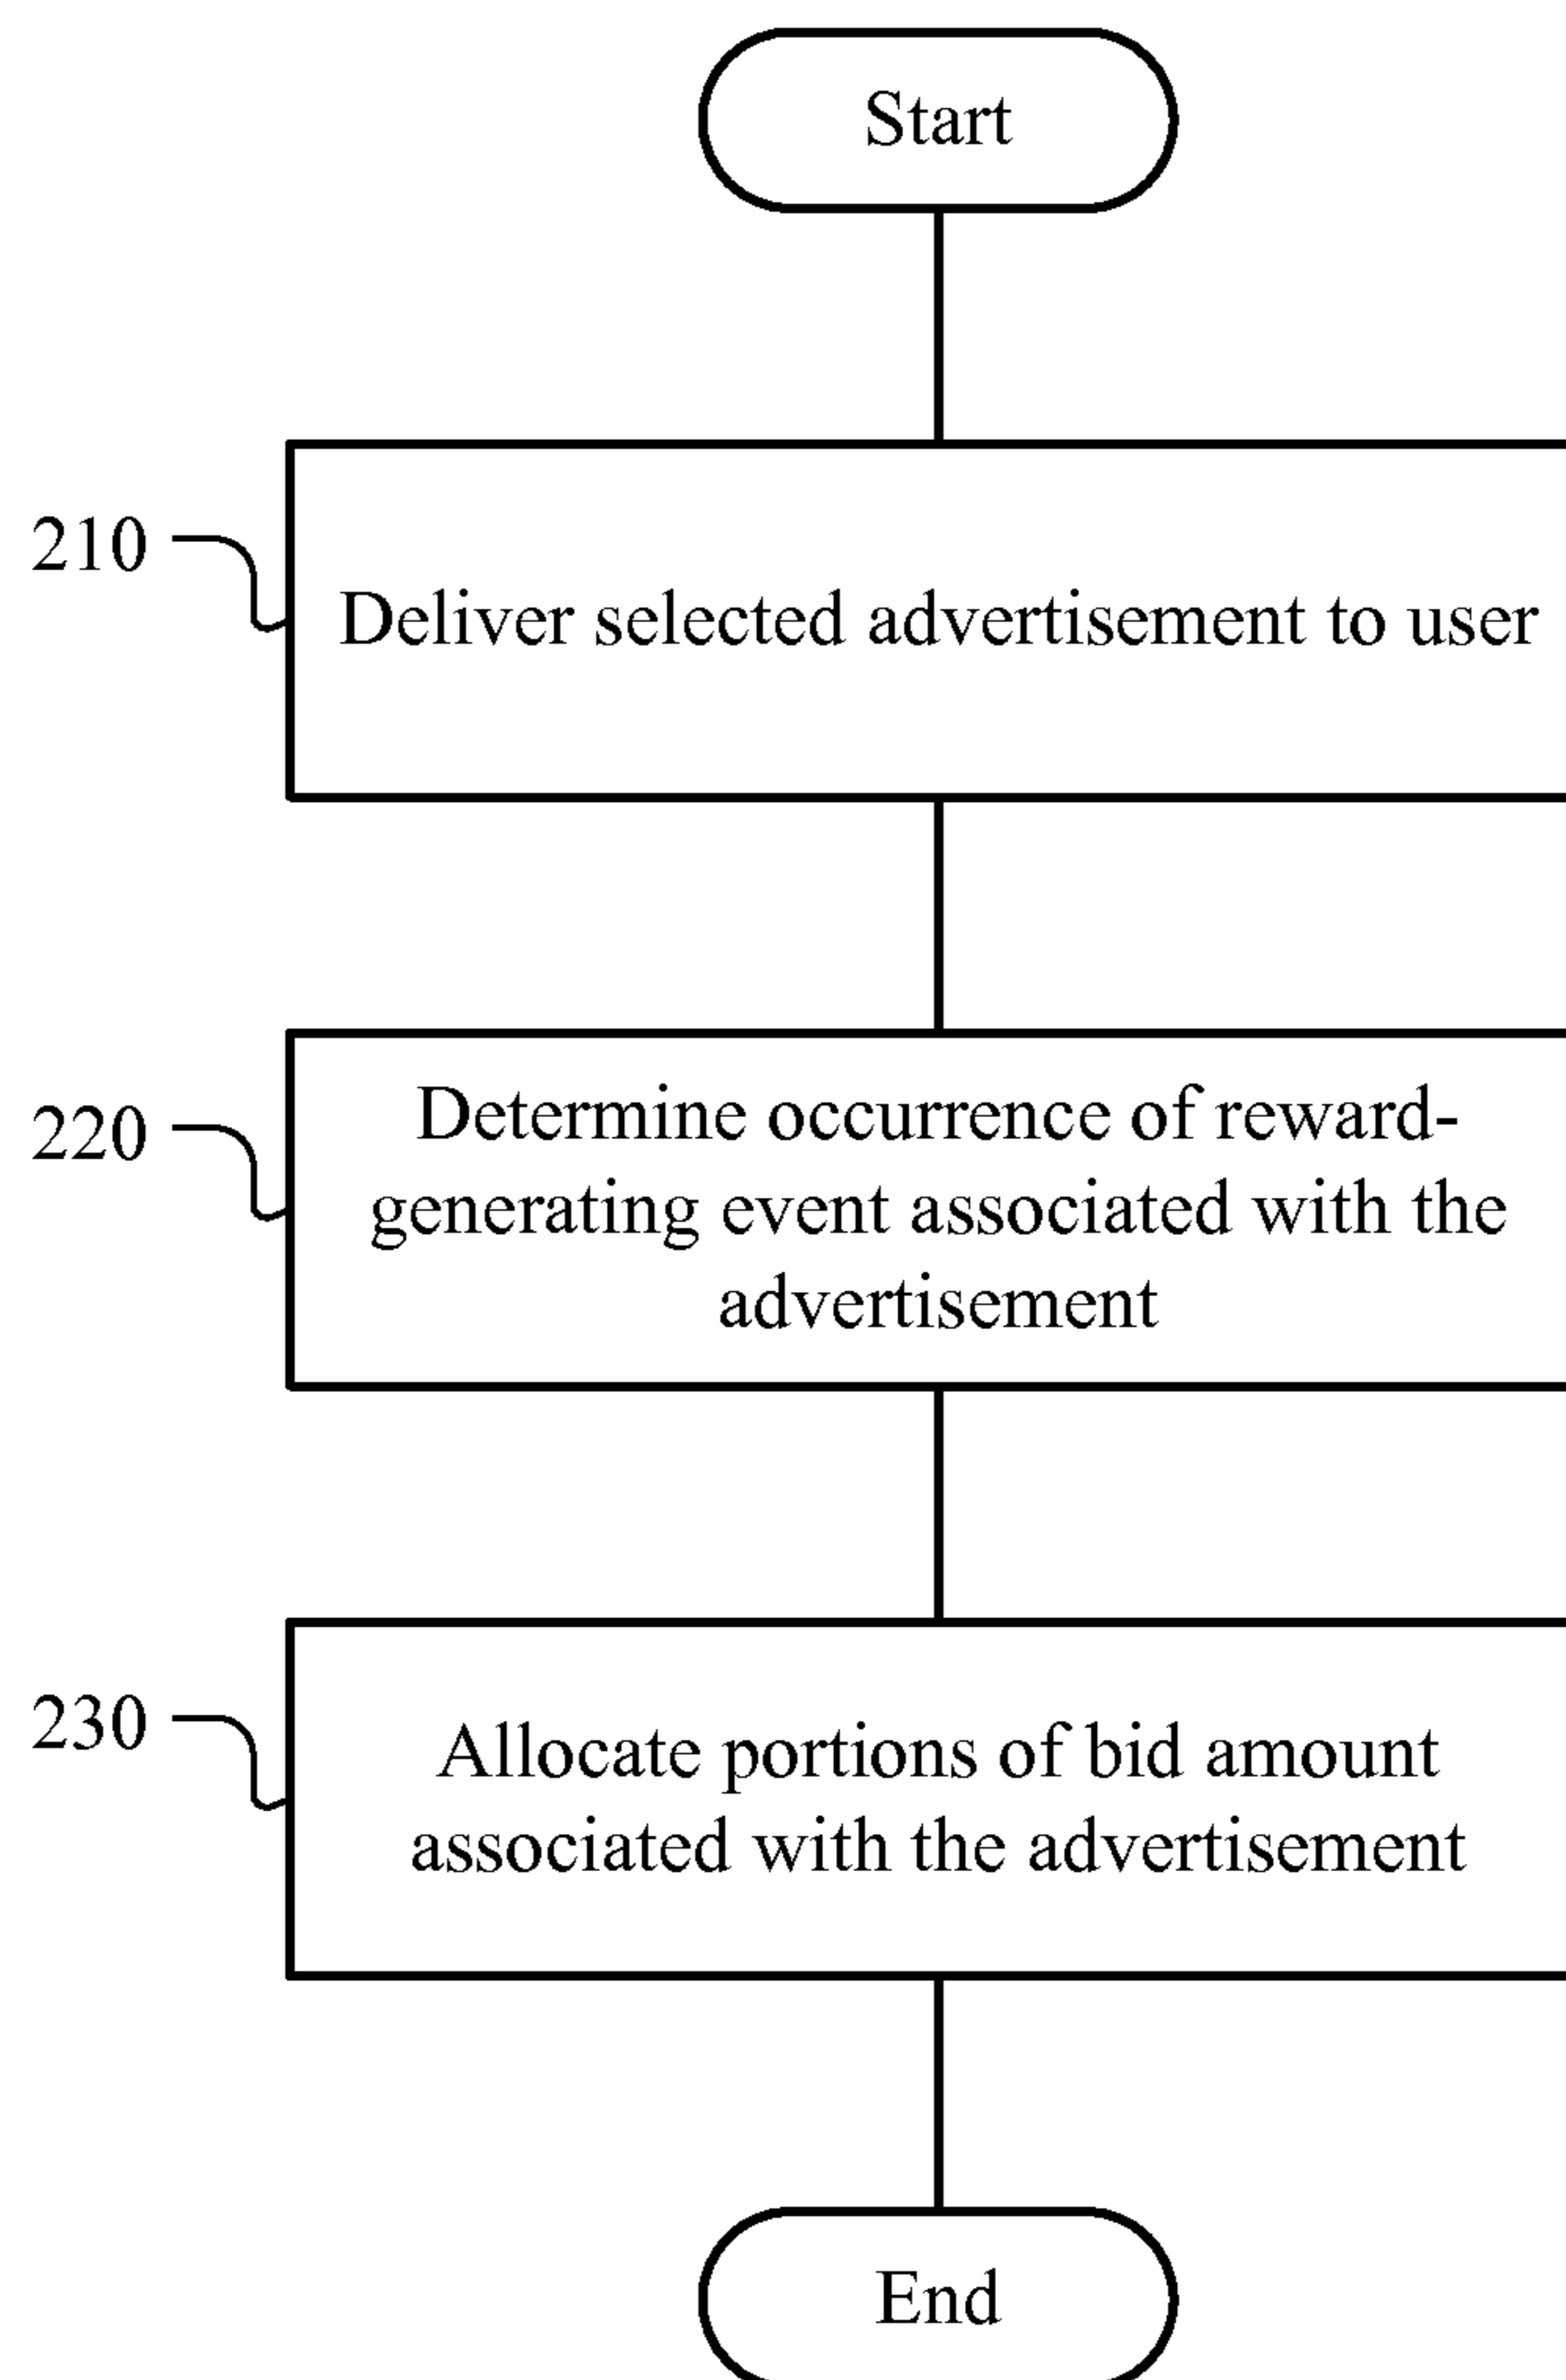 Start
210
Deliver selected advertisement to user
220
Determine occurrence of reward-
generating event associated with the
advertisement
230
Allocate portions of bid amount
associated with the advertisement
End